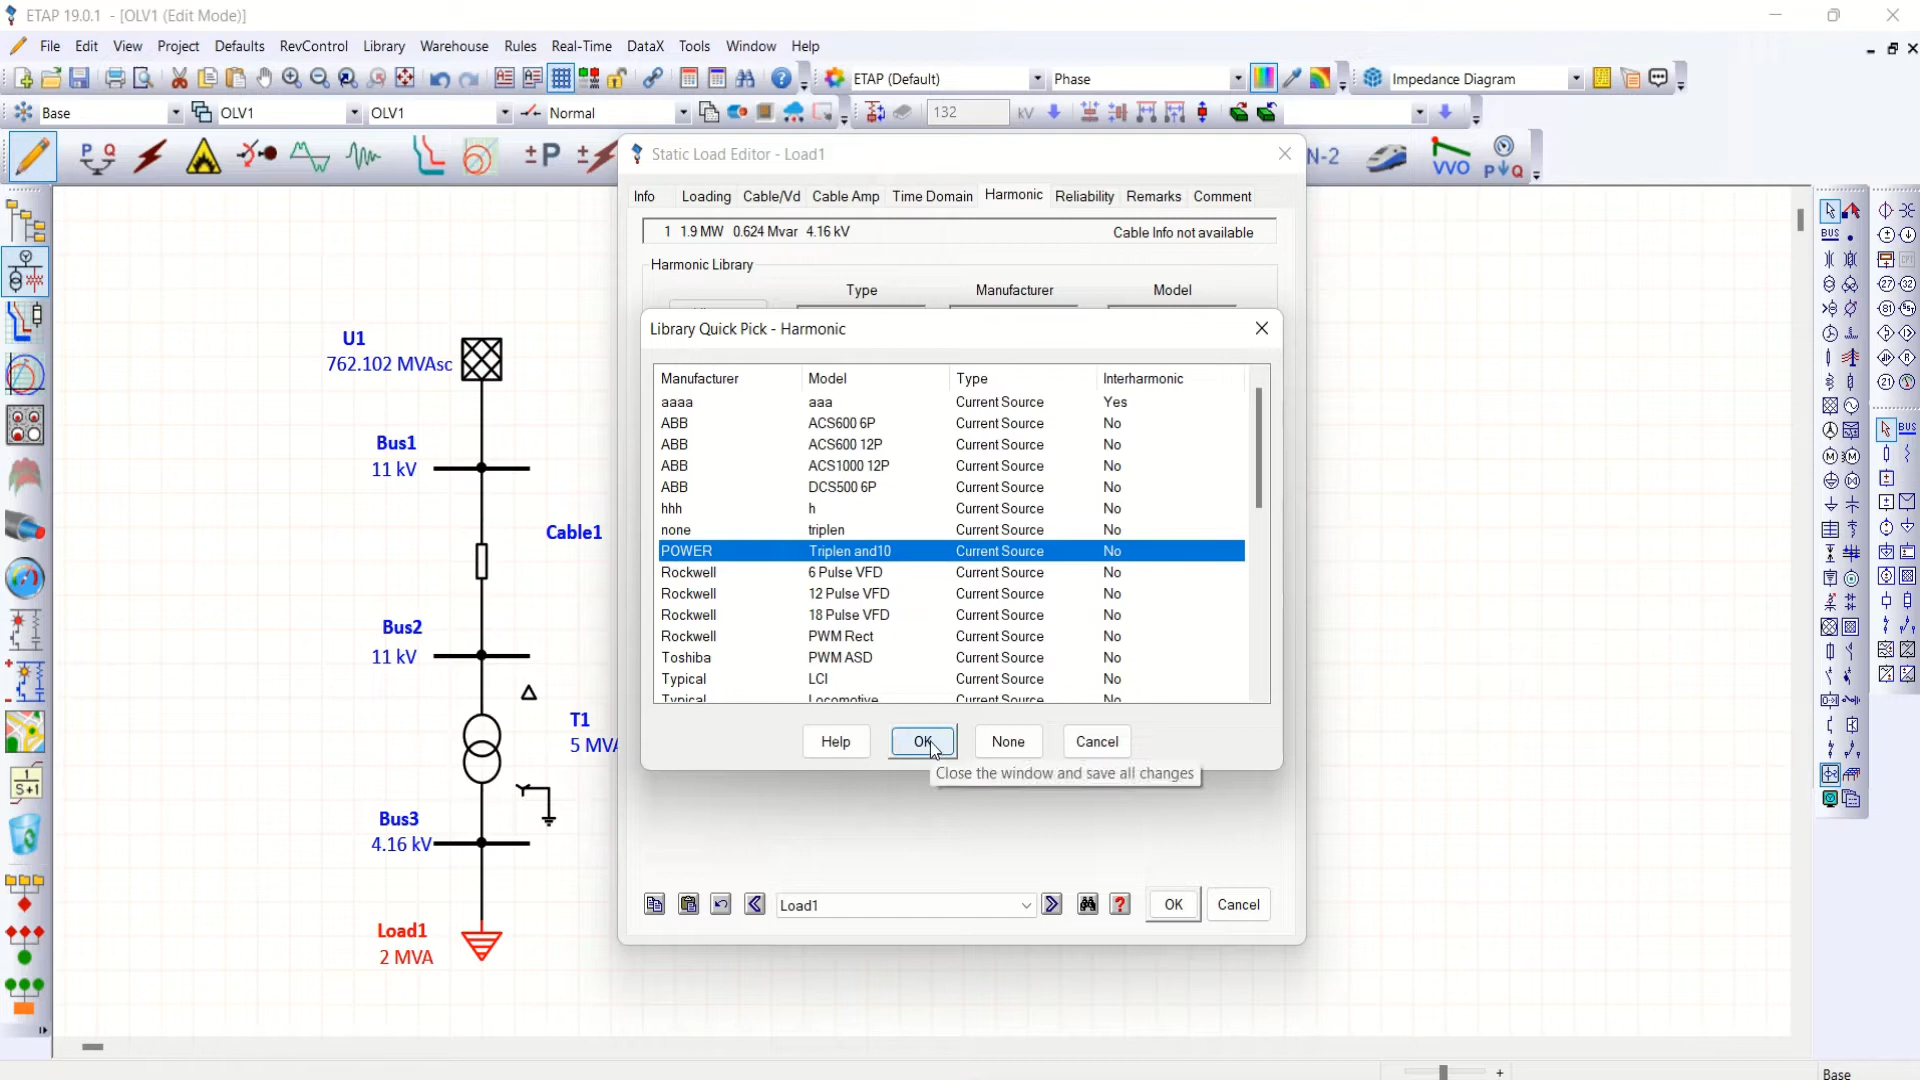 ETAP 19.0.1 - [OLV1 (Edit Mode)]
File Edit View Project Defaults RevControl Library Warehouse Rules Real-Time DataX Tools Window Help
ETAP (Default) Phase Impedance Diagram
Base OLV1 OLV1 Normal 132 kV
P Q ±P N-2 VVO P Q
Static Load Editor - Load1
Info Loading Cable/Vd Cable Amp Time Domain Harmonic Reliability Remarks Comment
1 1.9 MW 0.624 Mvar 4.16 kV Cable Info not available
Harmonic Library
Type Manufacturer Model
Library Quick Pick - Harmonic
Manufacturer Model Type Interharmonic
aaaa aaa Current Source Yes
ABB ACS600 6P Current Source No
ABB ACS600 12P Current Source No
ABB ACS1000 12P Current Source No
ABB DCS500 6P Current Source No
hhh h Current Source No
none triplen Current Source No
POWER Triplen and10 Current Source No
Rockwell 6 Pulse VFD Current Source No
Rockwell 12 Pulse VFD Current Source No
Rockwell 18 Pulse VFD Current Source No
Rockwell PWM Rect Current Source No
Toshiba PWM ASD Current Source No
Typical LCI Current Source No
Typical Locomotive Current Source No
Help OK None Cancel
Close the window and save all changes
Load1 OK Cancel
U1
762.102 MVAsc
Bus1
11 kV
Cable1
Bus2
11 kV
T1
5 MVA
Bus3
4.16 kV
Load1
2 MVA
1
S+1
BUS
BUS
Base